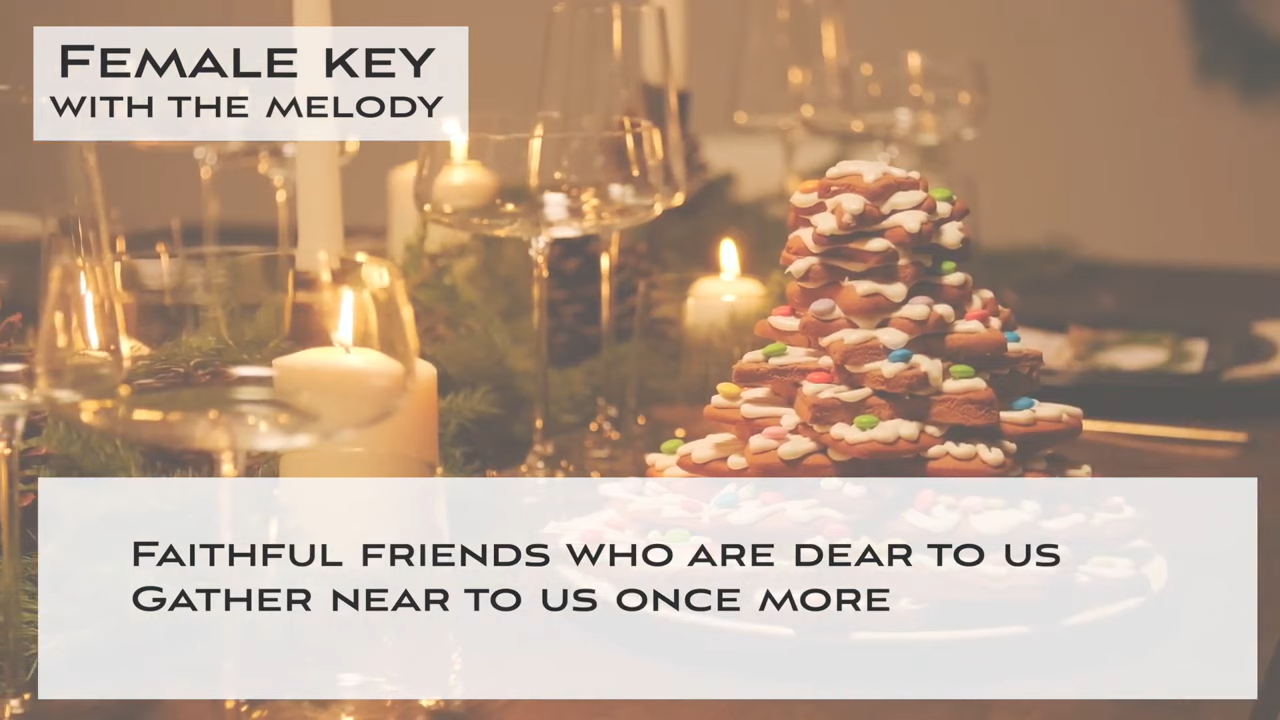 Female key
with the melody
Faithful friends who are dear to us
Gather near to us once more